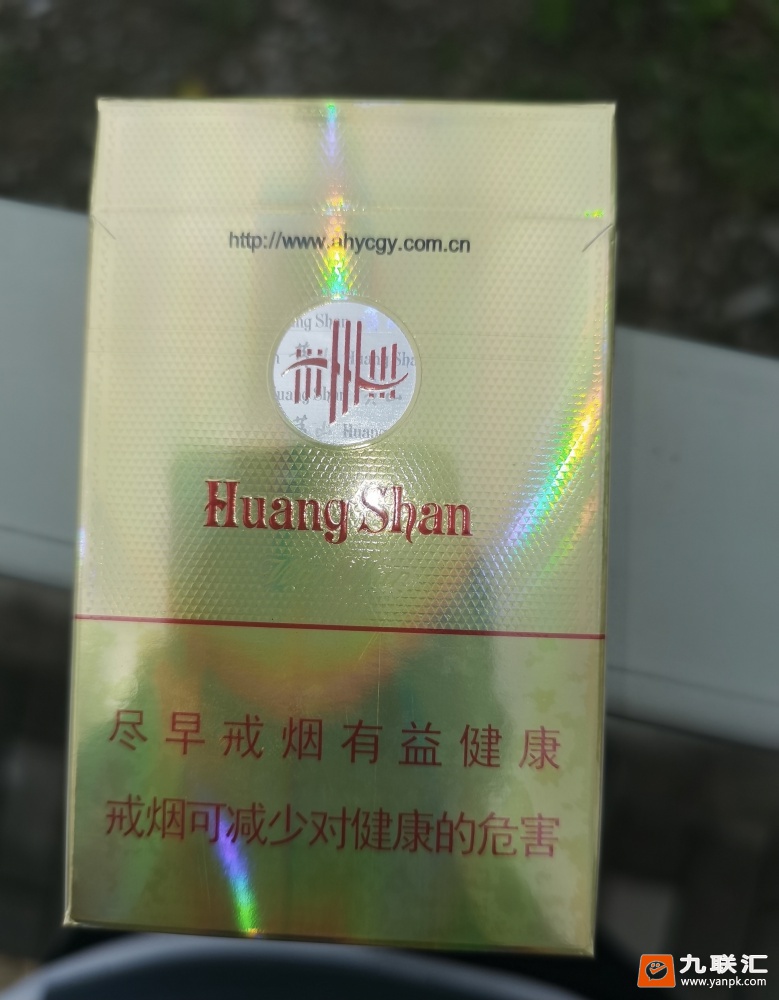 http://www.ahycgy.com.cn
Huang Shan
尽早戒烟有益健康
戒烟可减少对健康的危害
九联汇
www.yanpk.com